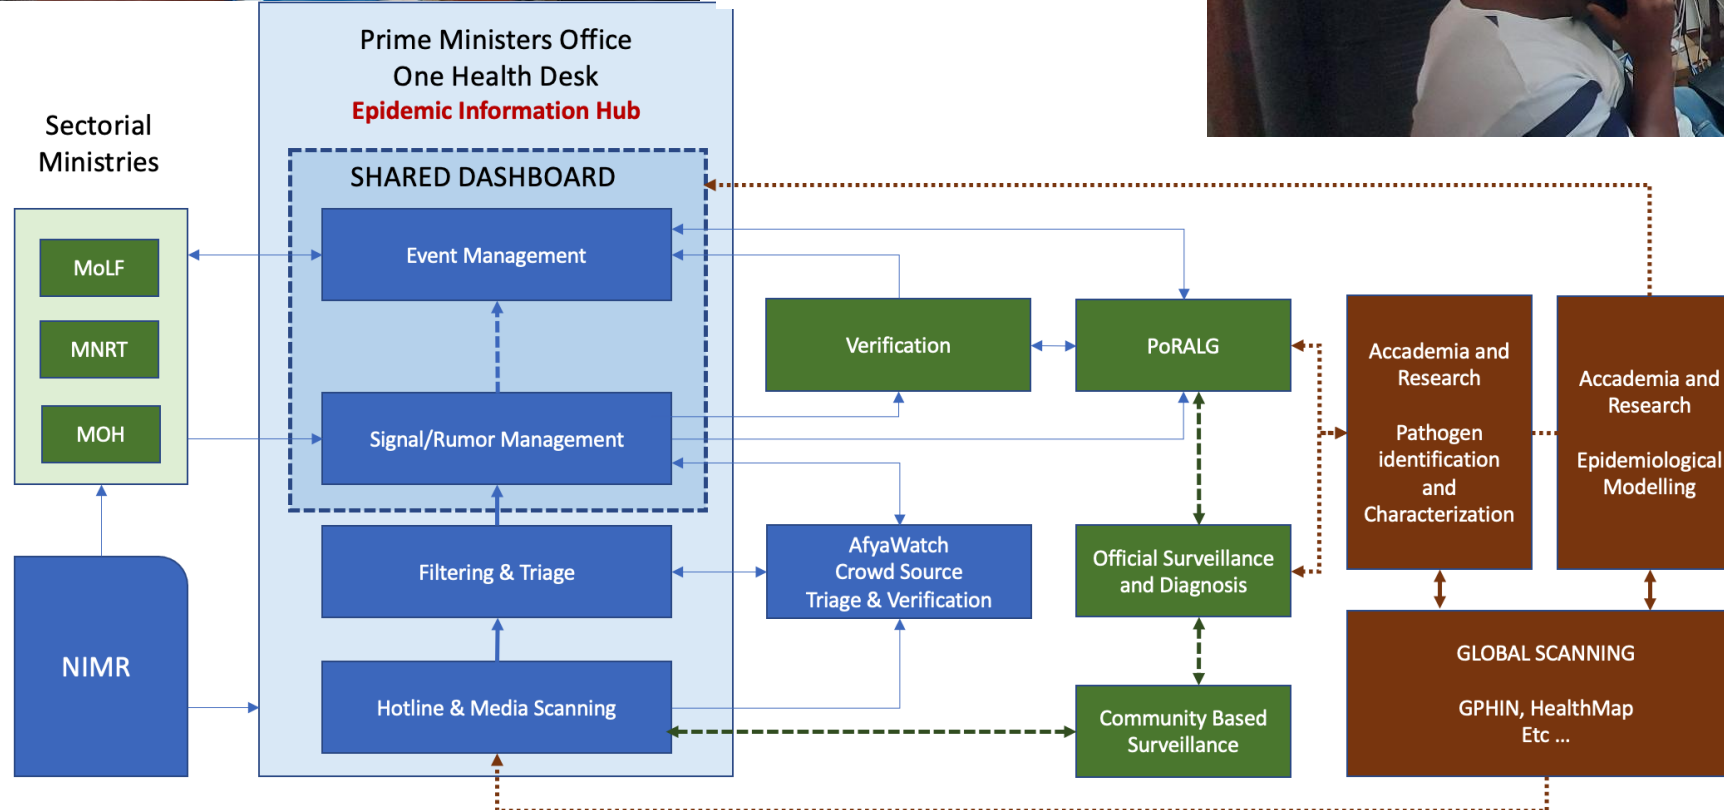 Prime Ministers Office
One Health Desk
Epidemic Information Hub
Sectorial
Ministries
SHARED DASHBOARD
MoLF
MNRT
MOH
NIMR
Event Management
Signal/Rumor Management
Filtering & Triage
Hotline & Media Scanning
Verification
PoRALG
AfyaWatch
Crowd Source
Triage & Verification
Official Surveillance
and Diagnosis
Community Based
Surveillance
Accademia and
Research
Pathogen
identification
and
Characterization
Accademia and
Research
Epidemiological
Modelling
GLOBAL SCANNING
GPHIN, HealthMap
Etc ...